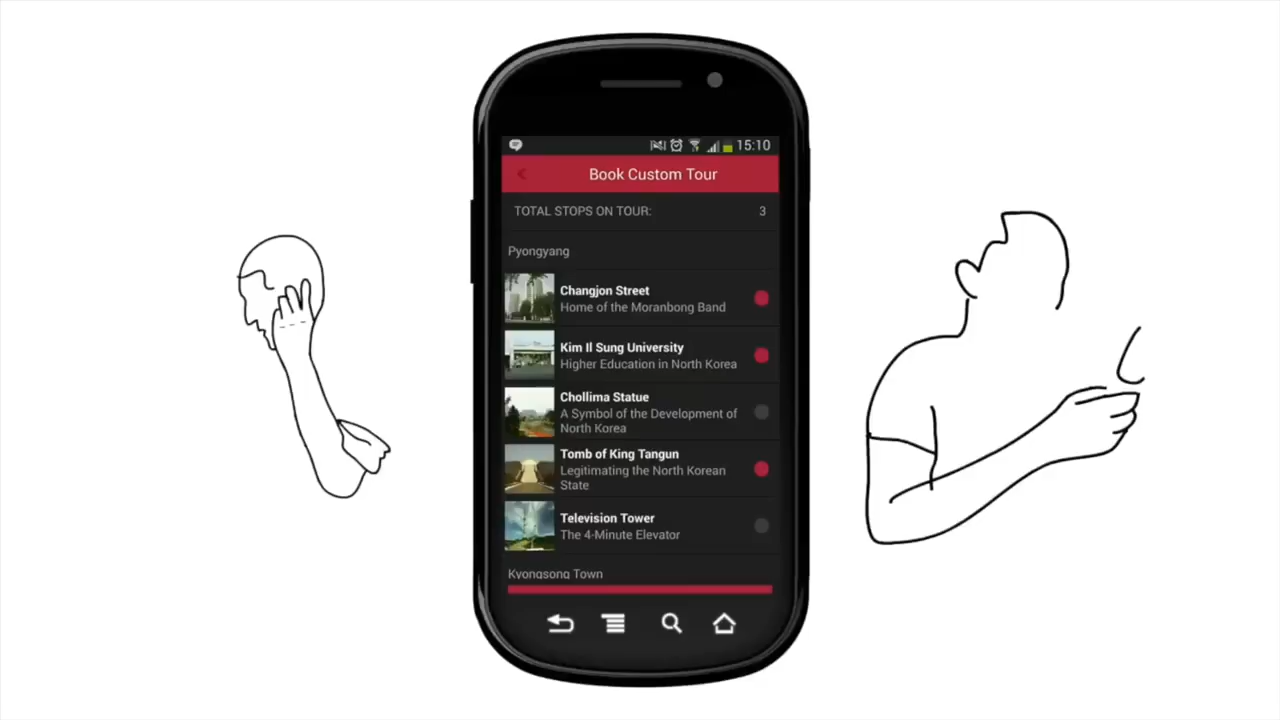 15:10
Book Custom Tour
TOTAL STOPS ON TOUR: 3
Pyongyang
Changjon Street
Home of the Moranbong Band
Kim Il Sung University
Higher Education in North Korea
Chollima Statue
A Symbol of the Development of
North Korea
Tomb of King Tangun
Legitimating the North Korean
State
Television Tower
The 4-Minute Elevator
Kyongsong Town